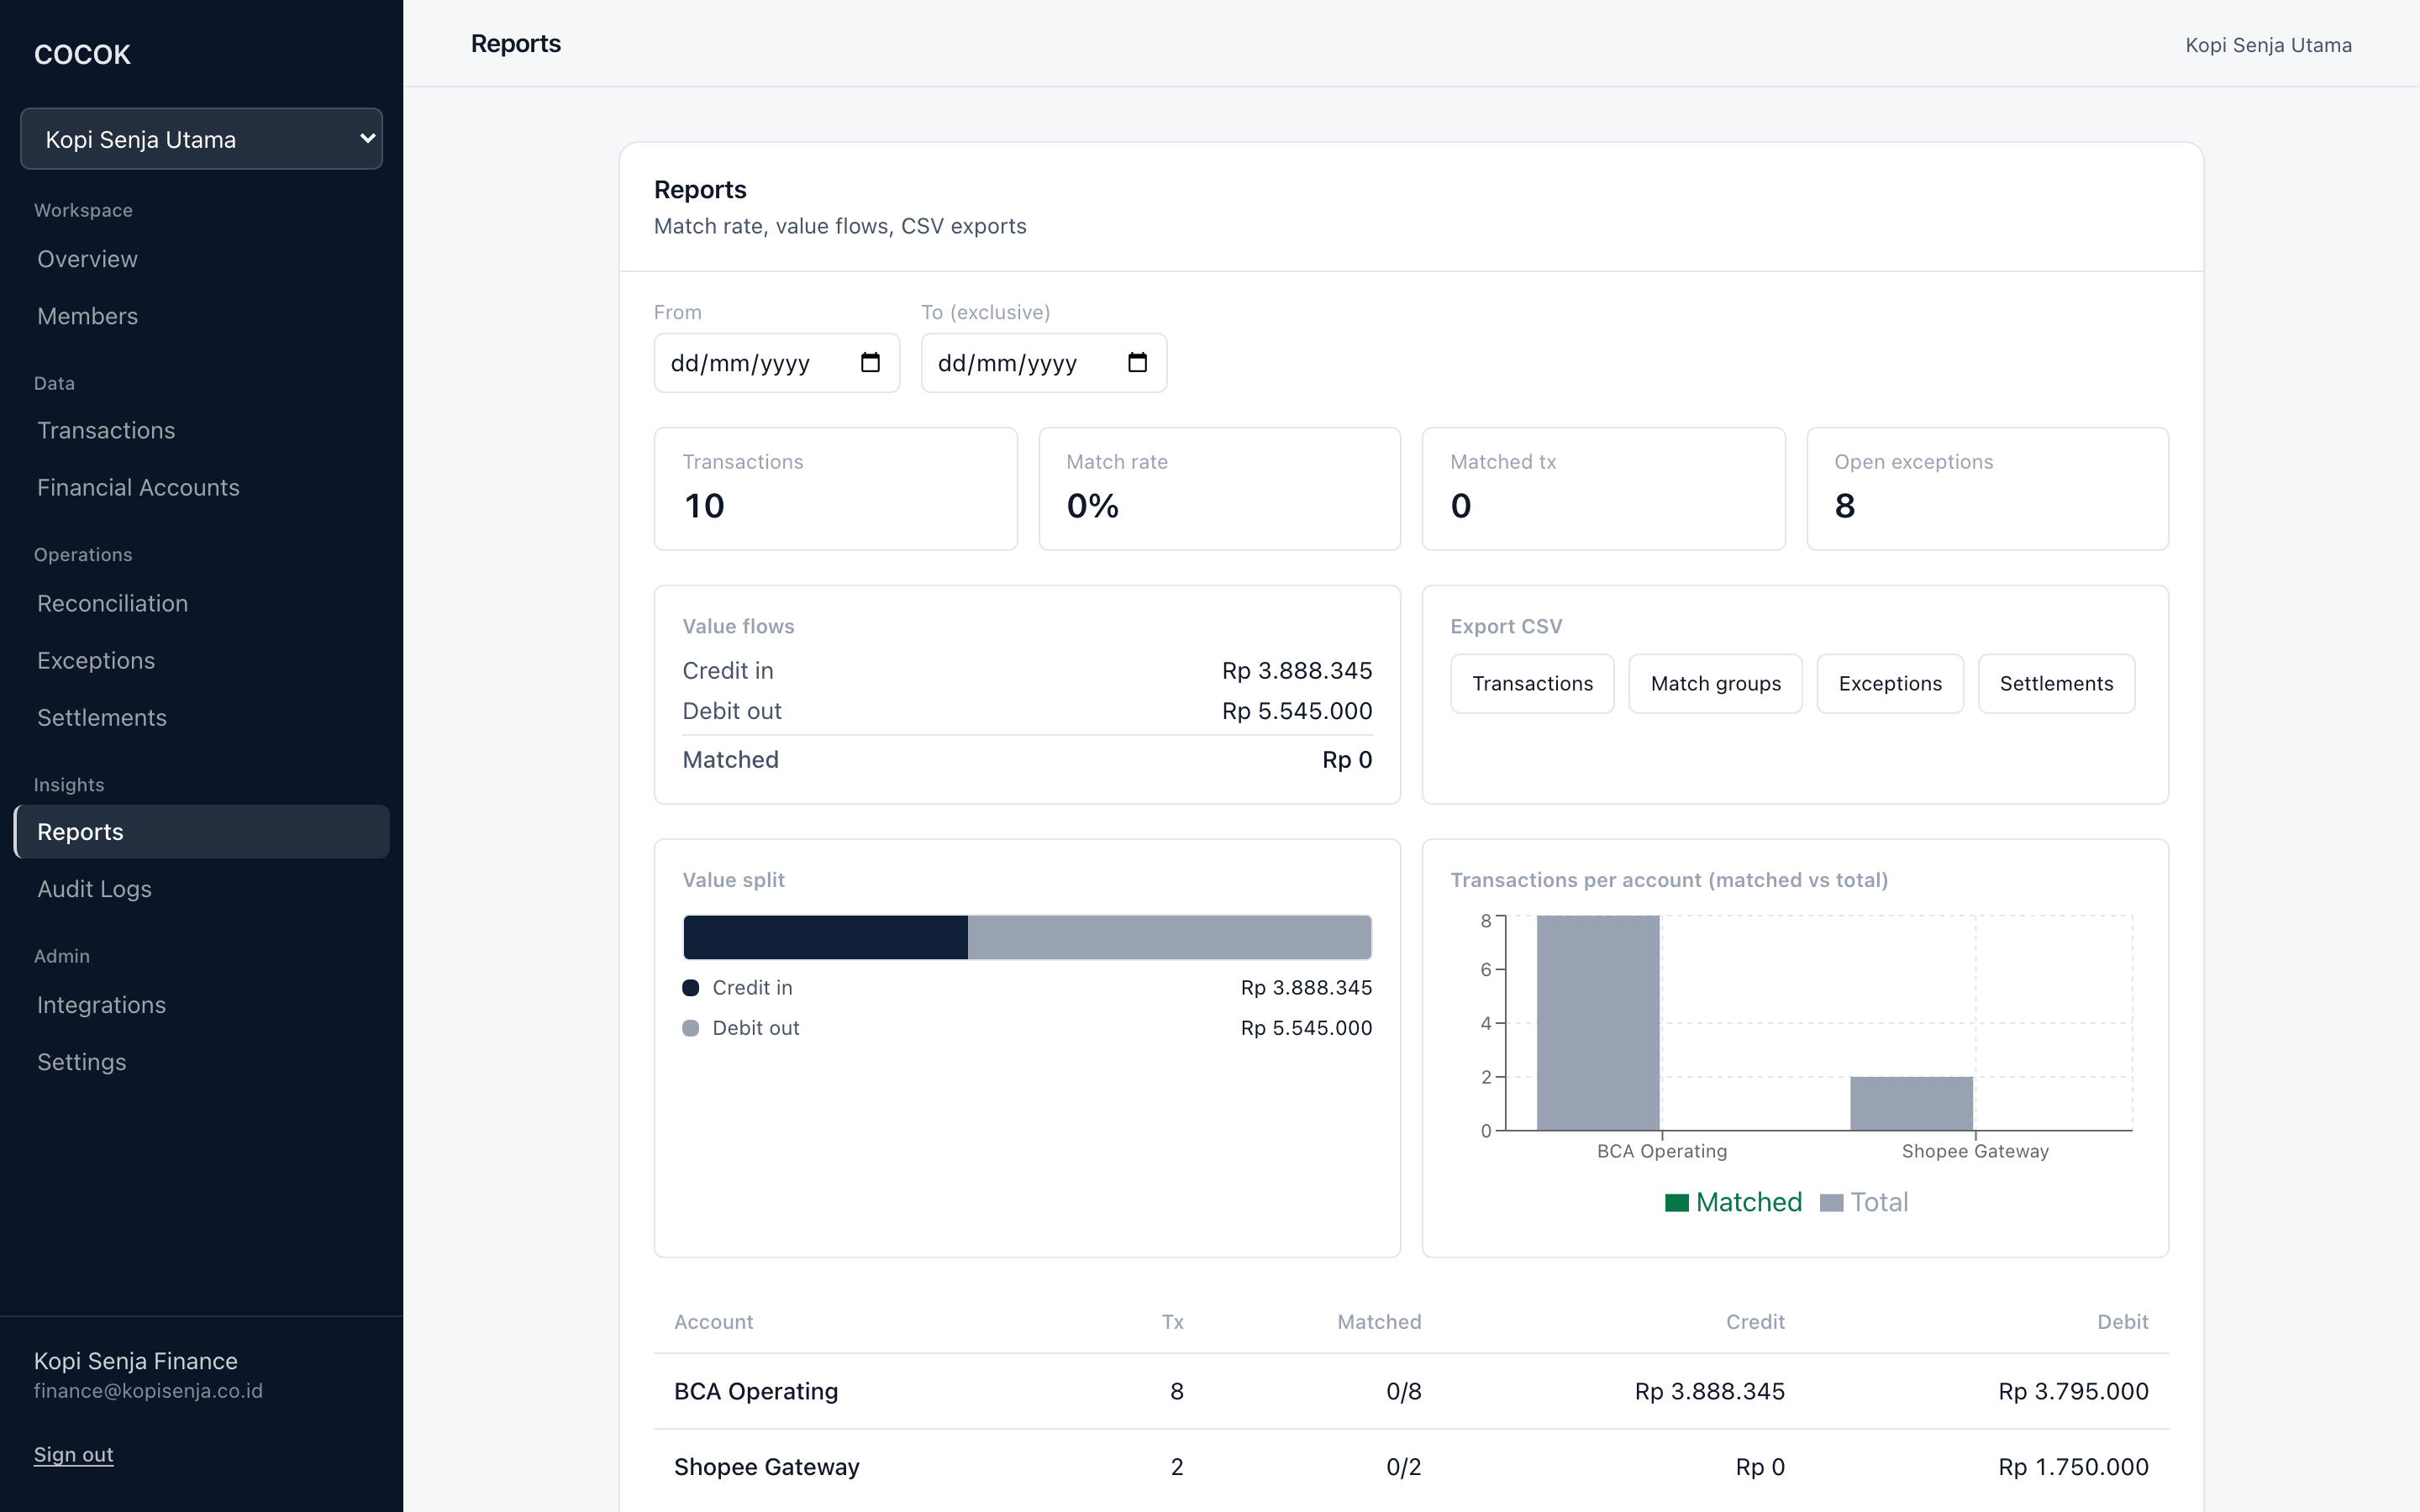 COCOK
Kopi Senja Utama
Workspace
Overview
Members
Data
Transactions
Financial Accounts
Operations
Reconciliation
Exceptions
Settlements
Insights
Reports
Audit Logs
Admin
Integrations
Settings
Kopi Senja Finance
finance@kopisenja.co.id
Sign out
Reports
Kopi Senja Utama
Reports
Match rate, value flows, CSV exports
From To (exclusive)
dd/mm/yyyy dd/mm/yyyy
Transactions Match rate Matched tx Open exceptions
10 0% 0 8
Value flows
Credit in Rp 3.888.345
Debit out Rp 5.545.000
Matched Rp 0
Export CSV
Transactions Match groups Exceptions Settlements
Value split
Credit in Rp 3.888.345
Debit out Rp 5.545.000
Transactions per account (matched vs total)
8
6
4
2
0
BCA Operating Shopee Gateway
Matched Total
Account Tx Matched Credit Debit
BCA Operating 8 0/8 Rp 3.888.345 Rp 3.795.000
Shopee Gateway 2 0/2 Rp 0 Rp 1.750.000